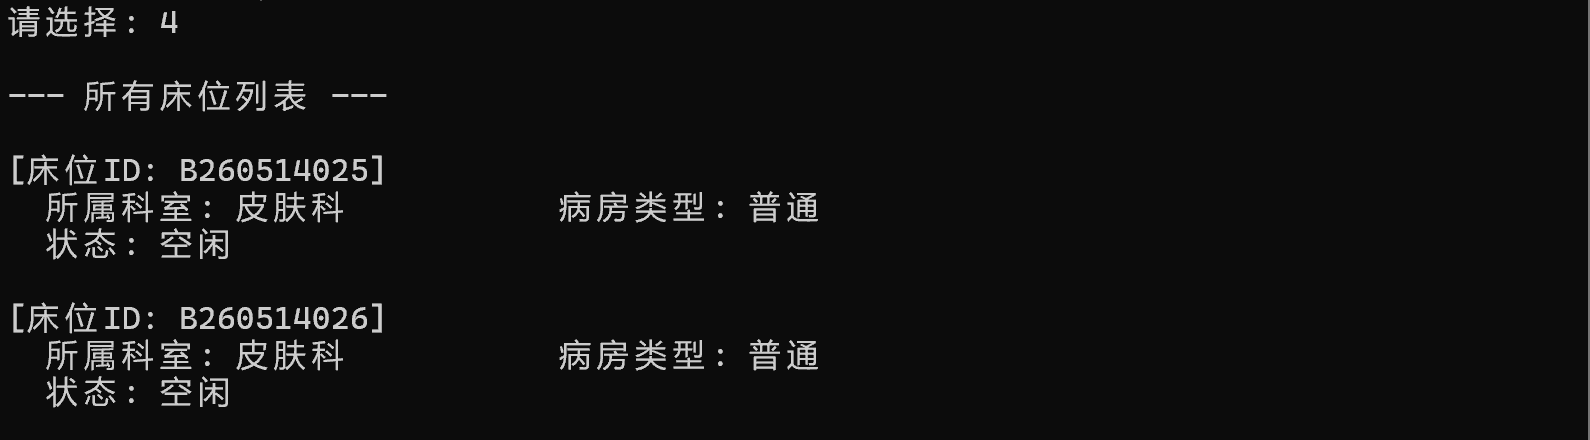 请选择: 4
--- 所有床位列表 ---
[床位ID: B260514025]
所属科室: 皮肤科 病房类型: 普通
状态: 空闲
[床位ID: B260514026]
所属科室: 皮肤科 病房类型: 普通
状态: 空闲